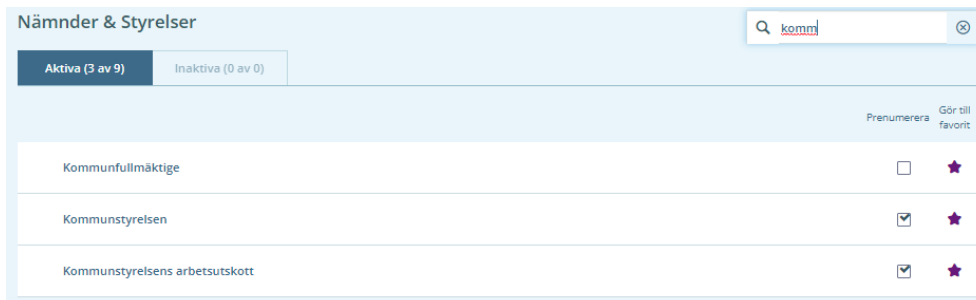 Nämnder & Styrelser
komm
Aktiva (3 av 9) Inaktiva (0 av 0)
Prenumerera Gör till
favorit
Kommunfullmäktige
Kommunstyrelsen
Kommunstyrelsens arbetsutskott